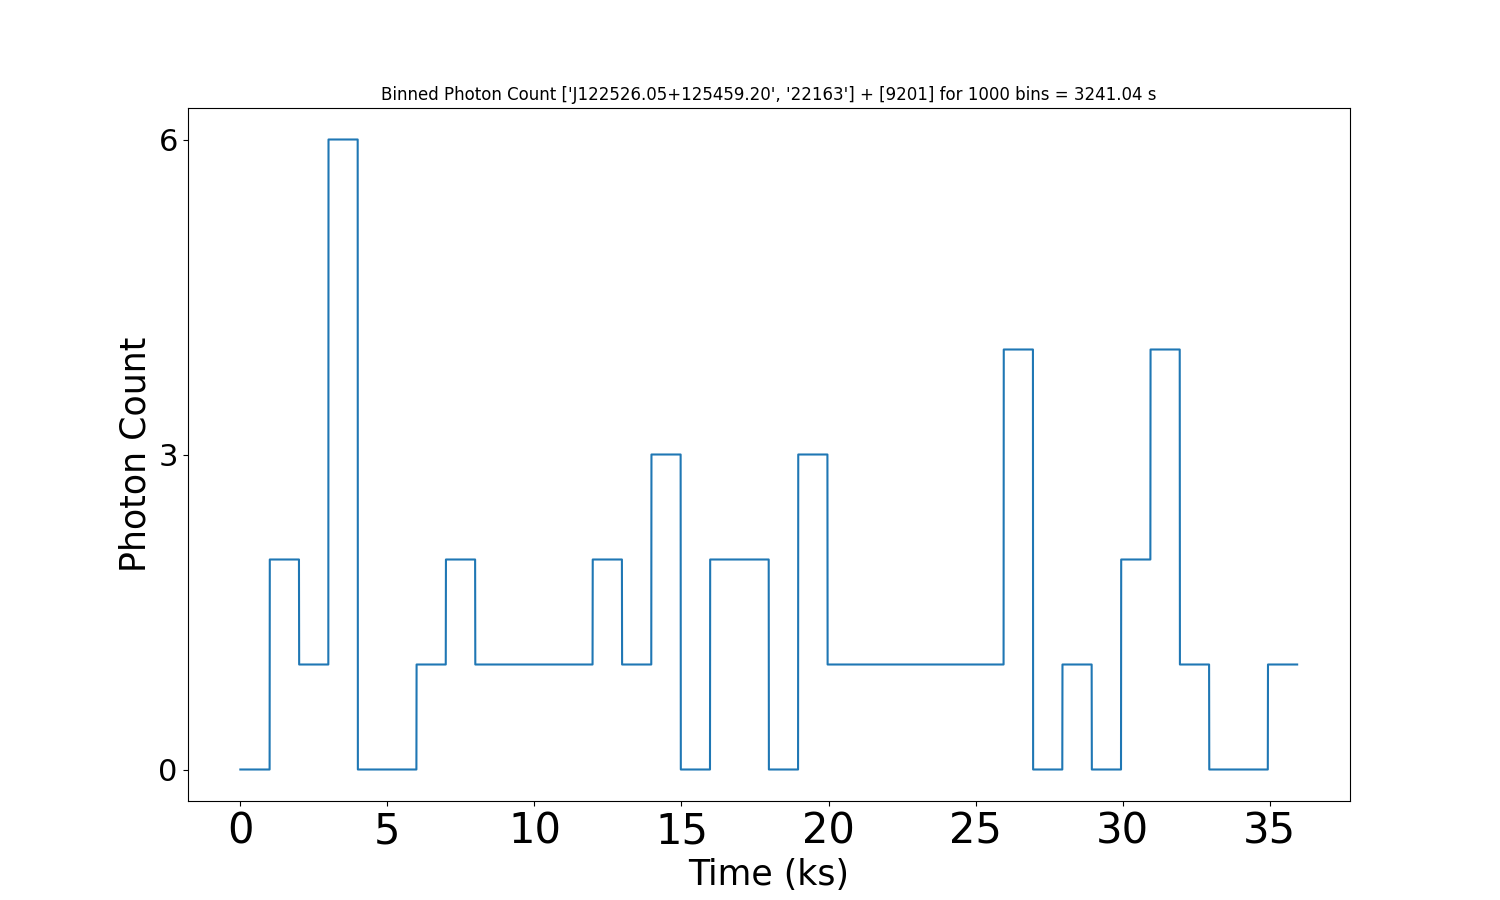 Binned Photon Count ['J122526.05+125459.20', '22163'] + [9201] for 1000 bins = 3241.04 s
6
3
0
Photon Count
0 5 10 15 20 25 30 35
Time (ks)